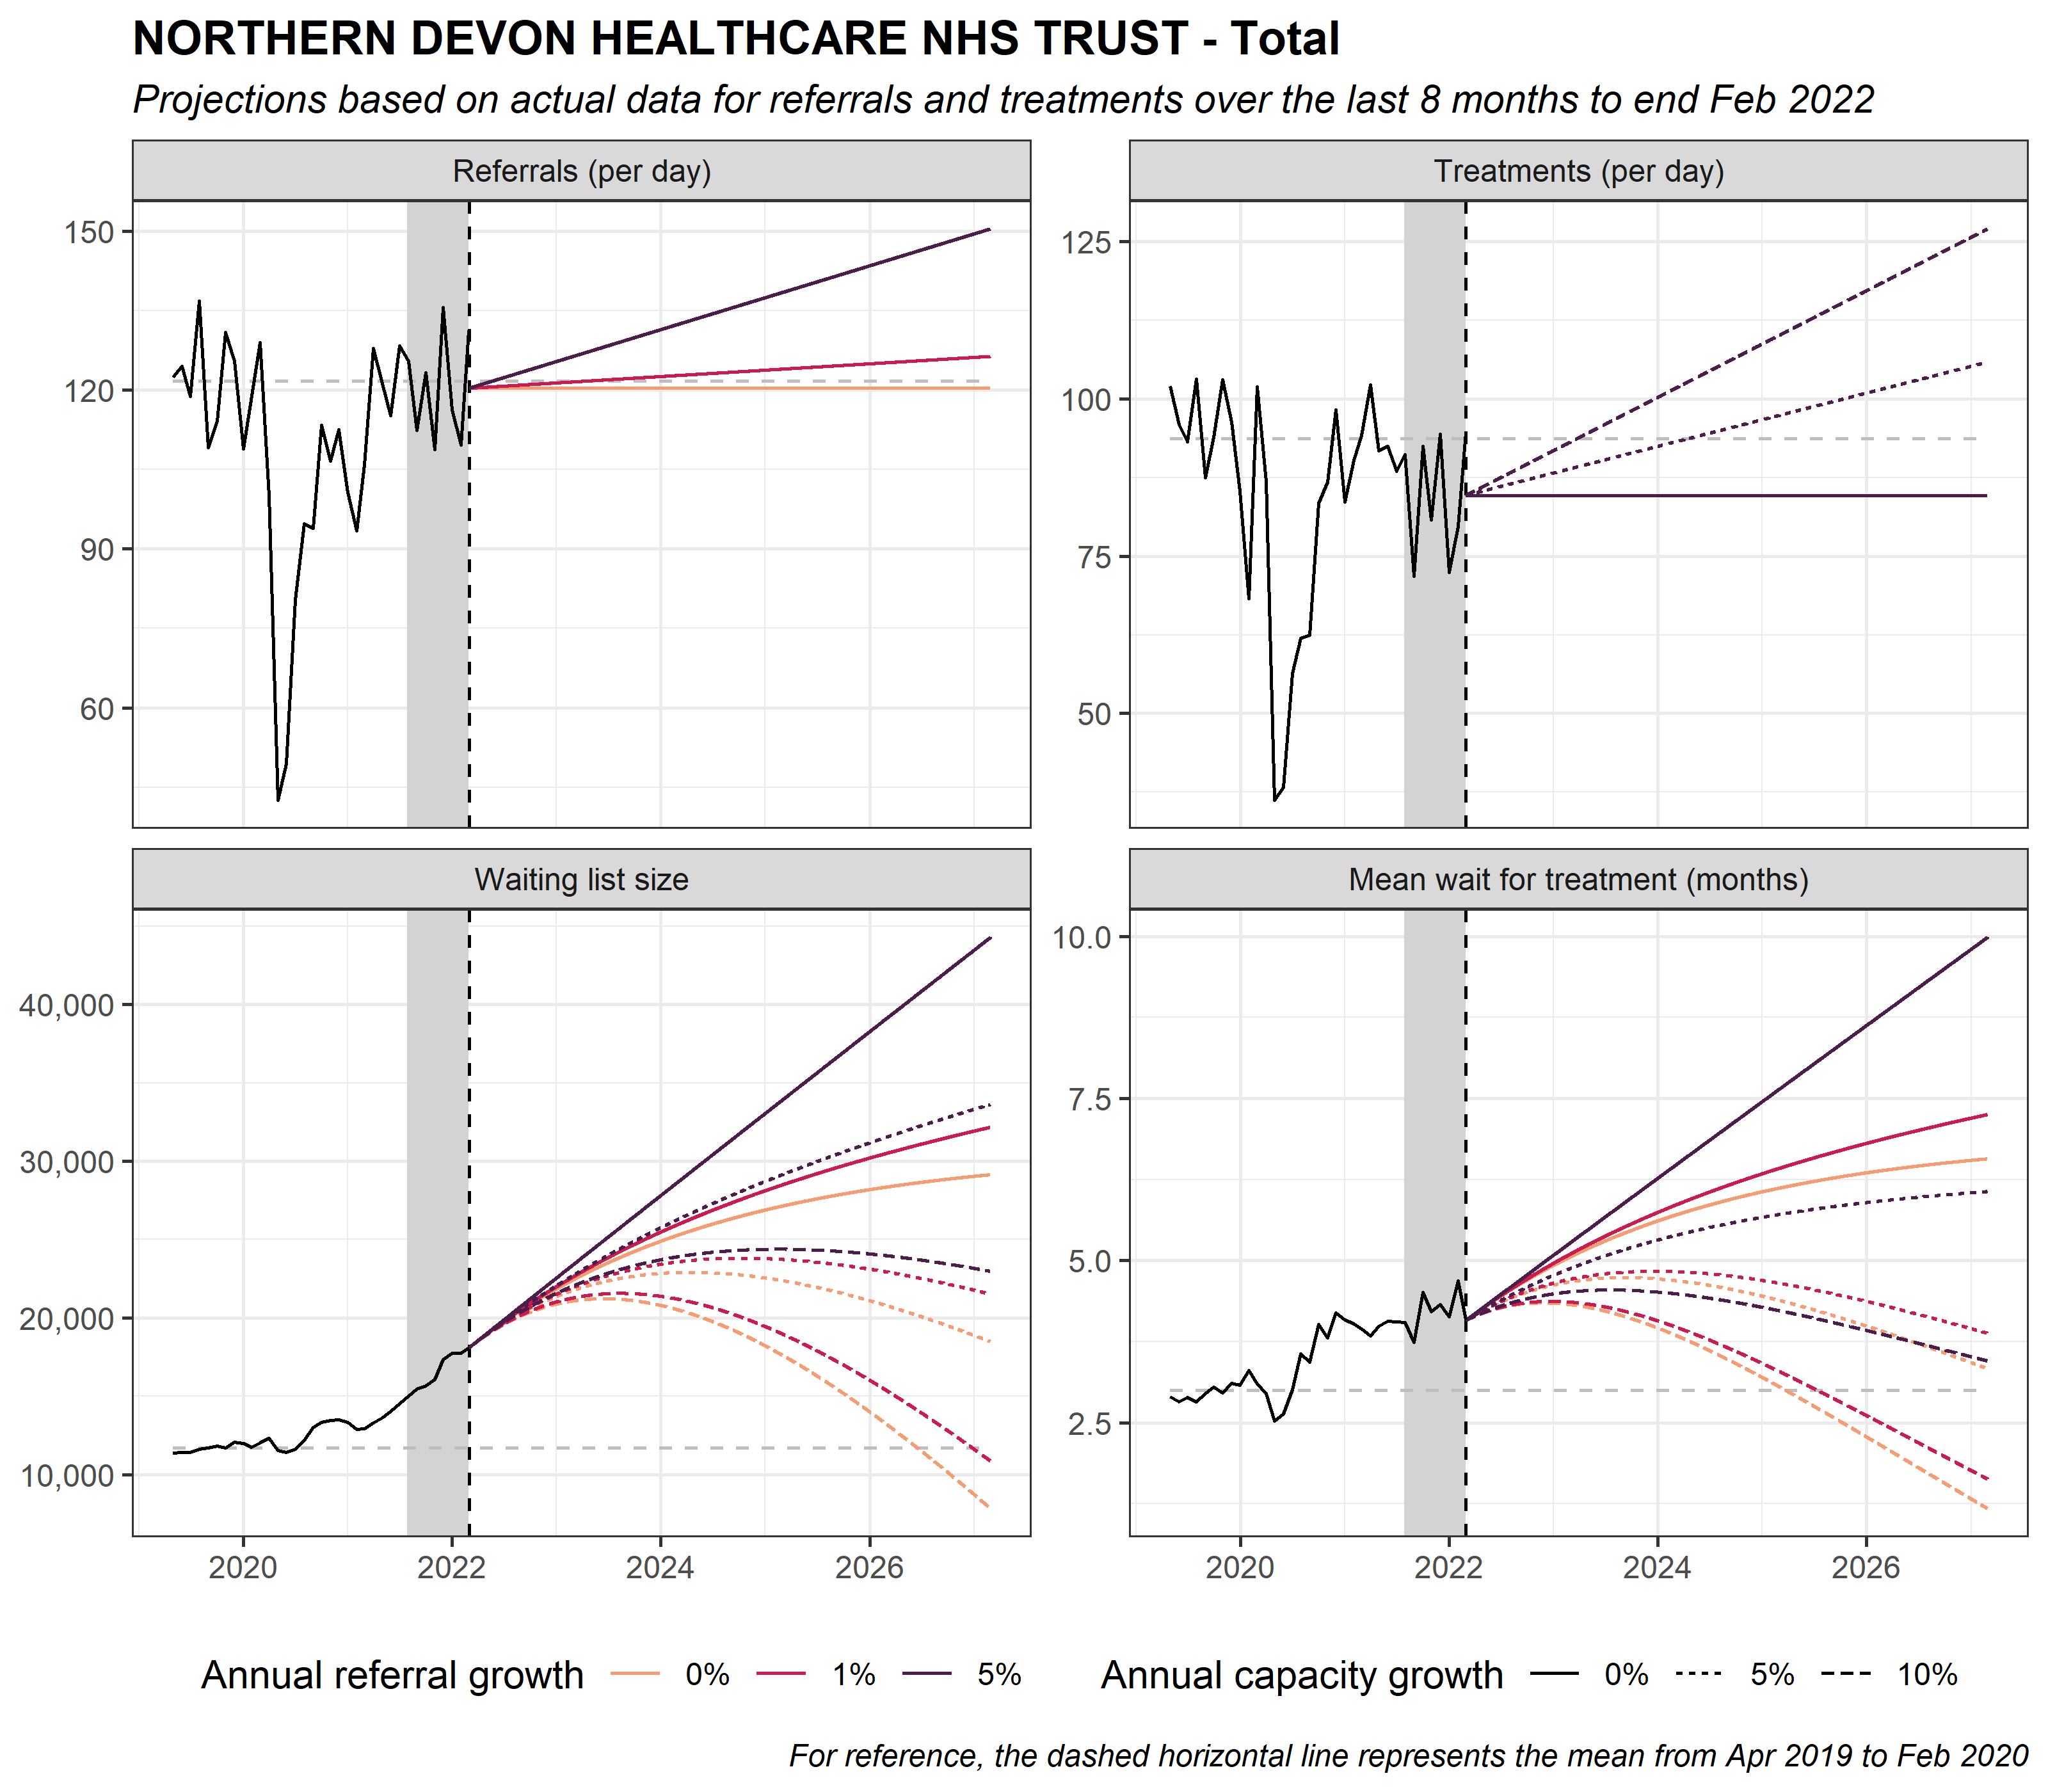 NORTHERN DEVON HEALTHCARE NHS TRUST - Total
Projections based on actual data for referrals and treatments over the last 8 months to end Feb 2022
Referrals (per day)
Treatments (per day)
150
120
90
60
125
100
75
50
Waiting list size
Mean wait for treatment (months)
40,000
30,000
20,000
10,000
10.0
7.5
5.0
2.5
2020 2022 2024 2026
2020 2022 2024 2026
Annual referral growth 0% 1% 5%
Annual capacity growth 0% 5% 10%
For reference, the dashed horizontal line represents the mean from Apr 2019 to Feb 2020